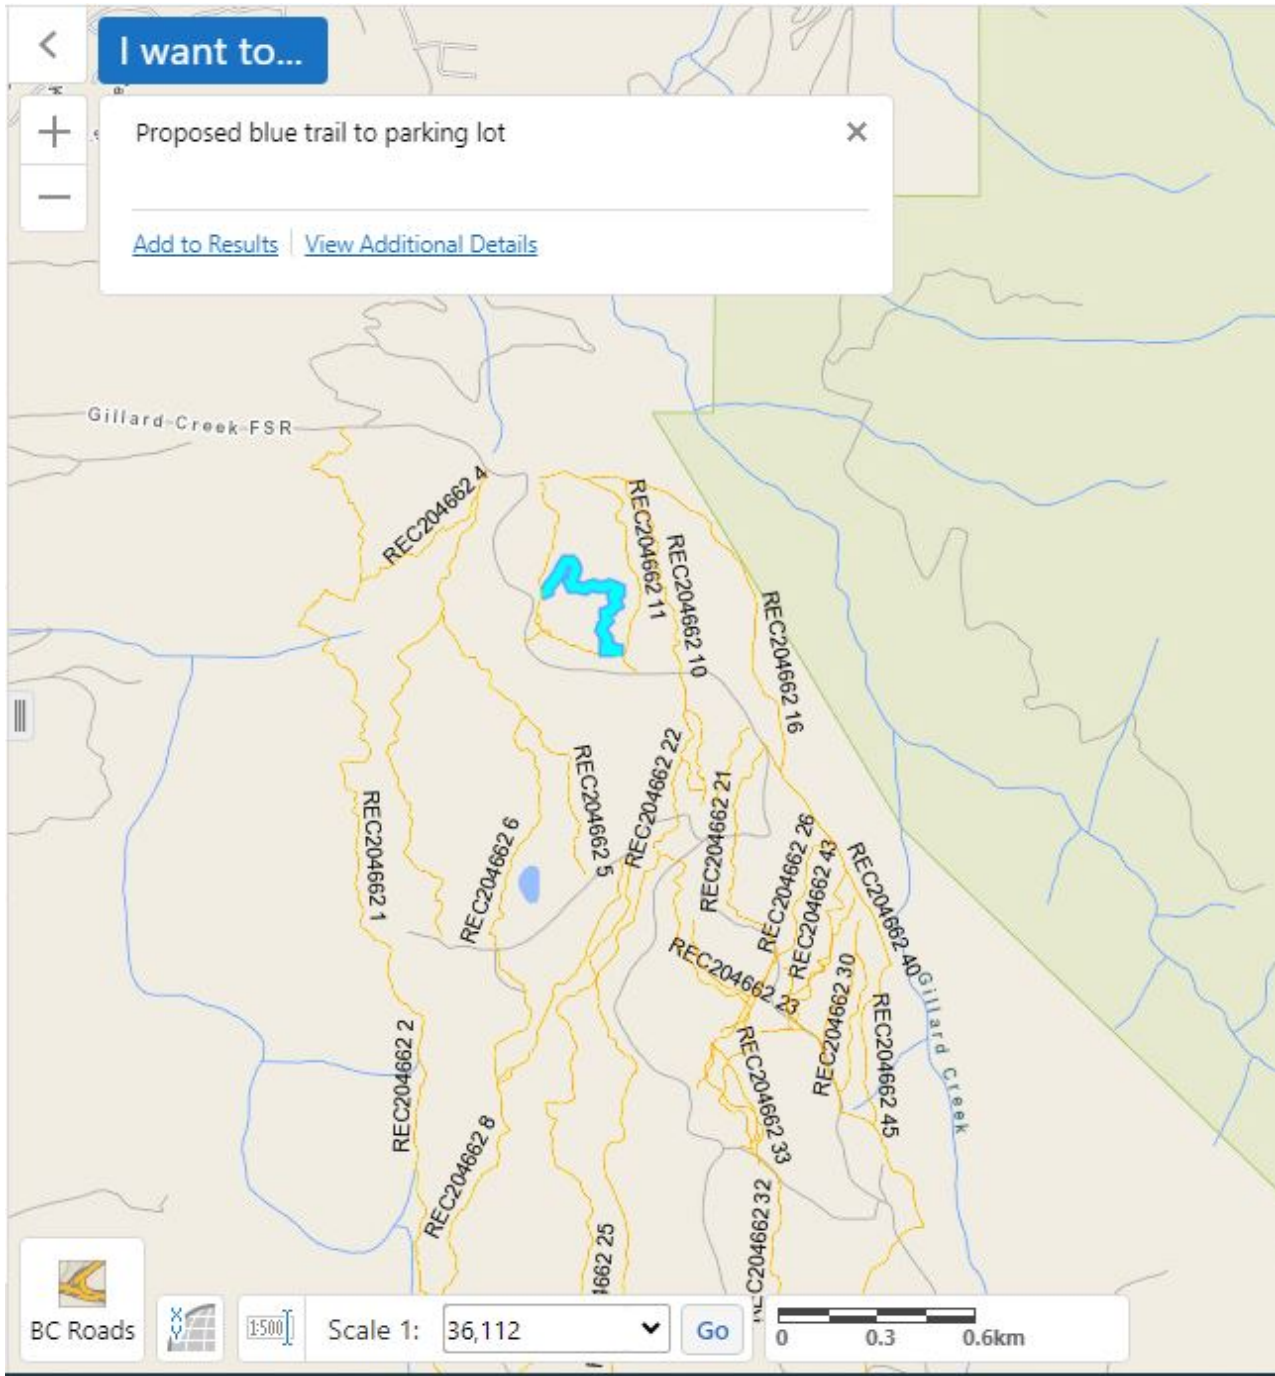 I want to...
Proposed blue trail to parking lot
Add to Results
View Additional Details
Gillard Creek FSR
REC204662 4
REC204662 11
REC204662 10
REC204662 16
REC204662 22
REC204662 21
REC204662 5
REC204662 6
REC204662 1
REC204662 26
REC204662 43
REC204662 40
REC204662 23
REC204662 30
REC204662 45
Gillard Creek
REC204662 2
REC204662 33
REC204662 8
REC204662 32
4662 25
BC Roads
X
Y
1:500
Scale 1:
36,112
Go
0
0.3
0.6km